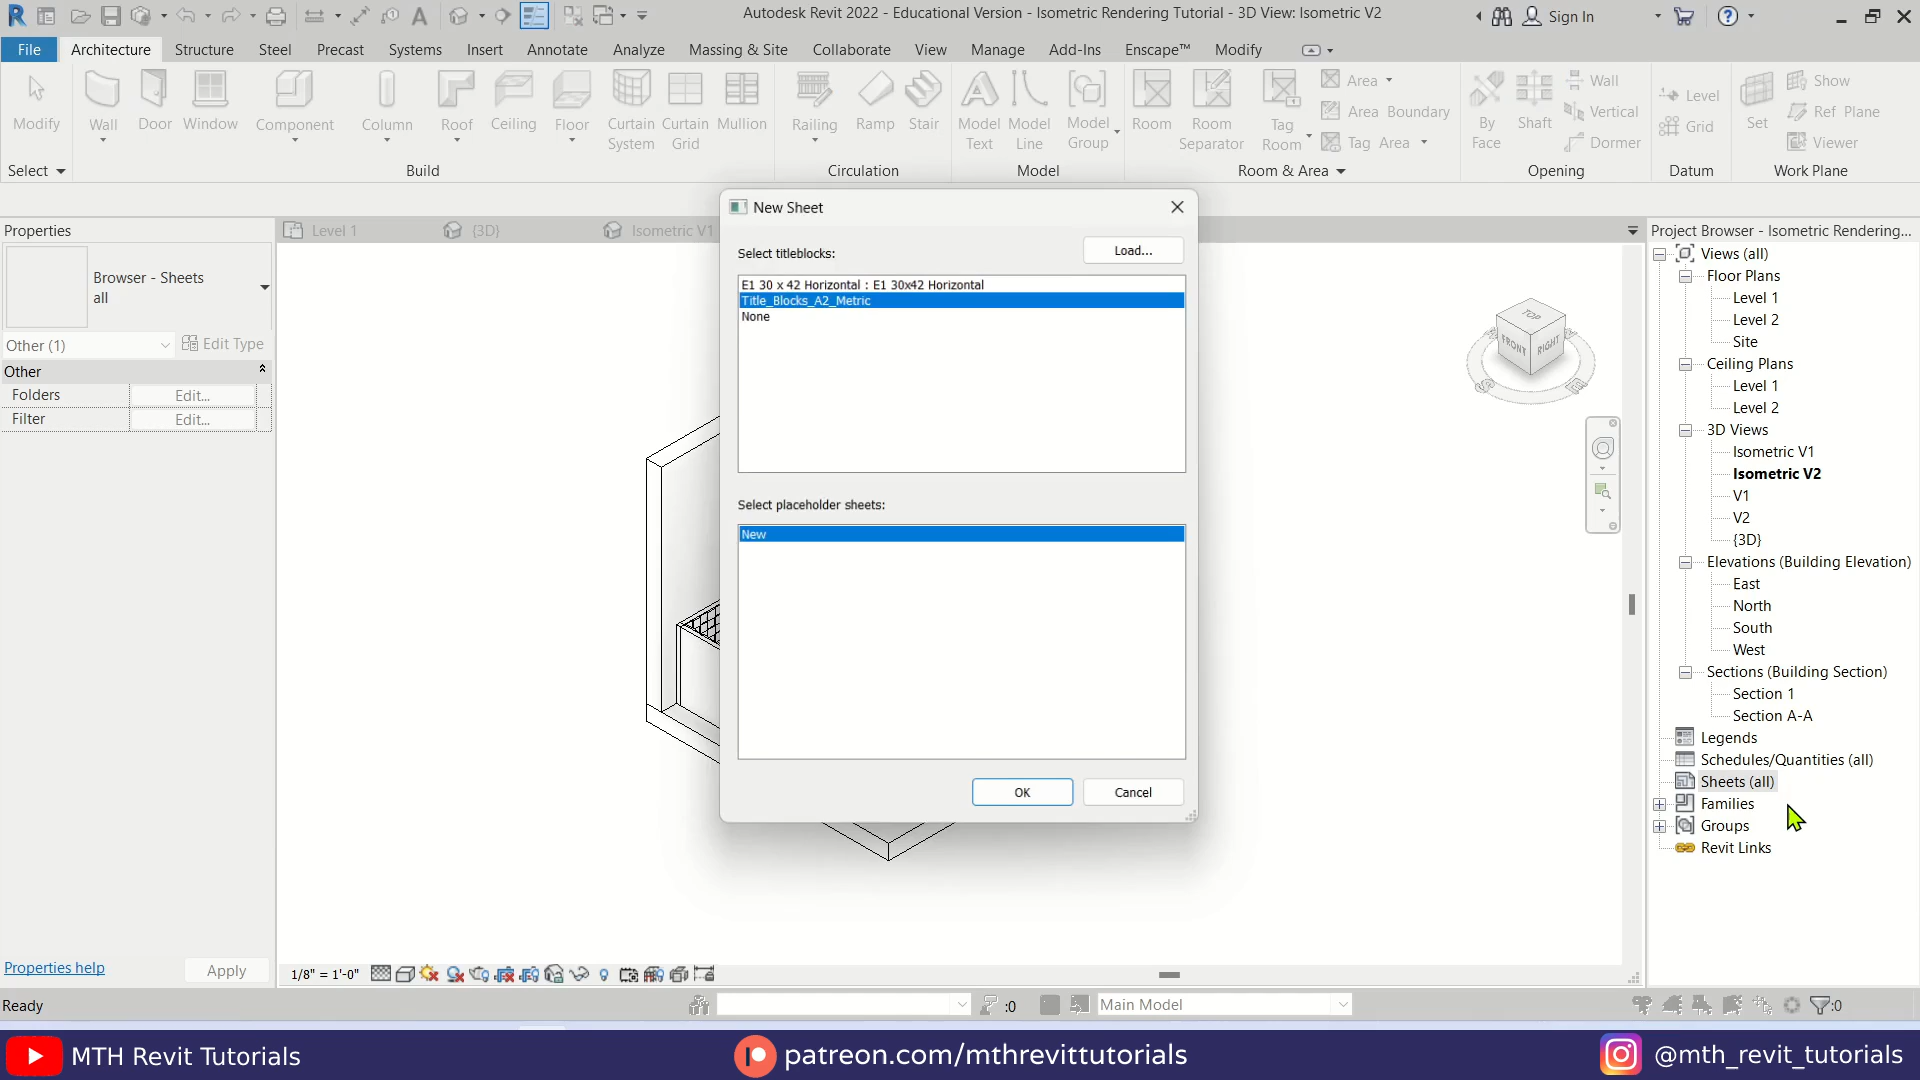 Autodesk Revit 2022 - Educational Version - Isometric Rendering Tutorial - 3D View: Isometric V2
Sign In
File Architecture Structure Steel Precast Systems Insert Annotate Analyze Massing & Site Collaborate View Manage Add-Ins Enscape™ Modify
Modify
Wall
Door
Window
Component
Column
Roof
Ceiling
Floor
Curtain System
Curtain Grid
Mullion
Railing
Ramp
Stair
Model Text
Model Line
Model Group
Room
Room Separator
Tag Room
Area
Area Boundary
Tag Area
By Face
Shaft
Wall
Vertical
Dormer
Level
Grid
Set
Show
Ref Plane
Viewer
Select
Build
Circulation
Model
Room & Area
Opening
Datum
Work Plane
Properties
Browser - Sheets
all
Other (1)
Edit Type
Other
Folders Edit...
Filter Edit...
Properties help
Apply
Level 1
{3D}
Isometric V1
New Sheet
Select titleblocks:
Load...
E1 30 x 42 Horizontal : E1 30x42 Horizontal
Title_Blocks_A2_Metric
None
Select placeholder sheets:
New
OK
Cancel
TOP
FRONT
RIGHT
1/8" = 1'-0"
Project Browser - Isometric Rendering...
Views (all)
Floor Plans
Level 1
Level 2
Site
Ceiling Plans
Level 1
Level 2
3D Views
Isometric V1
Isometric V2
V1
V2
{3D}
Elevations (Building Elevation)
East
North
South
West
Sections (Building Section)
Section 1
Section A-A
Legends
Schedules/Quantities (all)
Sheets (all)
Families
Groups
Revit Links
Ready
:0
Main Model
:0
MTH Revit Tutorials
patreon.com/mthrevittutorials
@mth_revit_tutorials